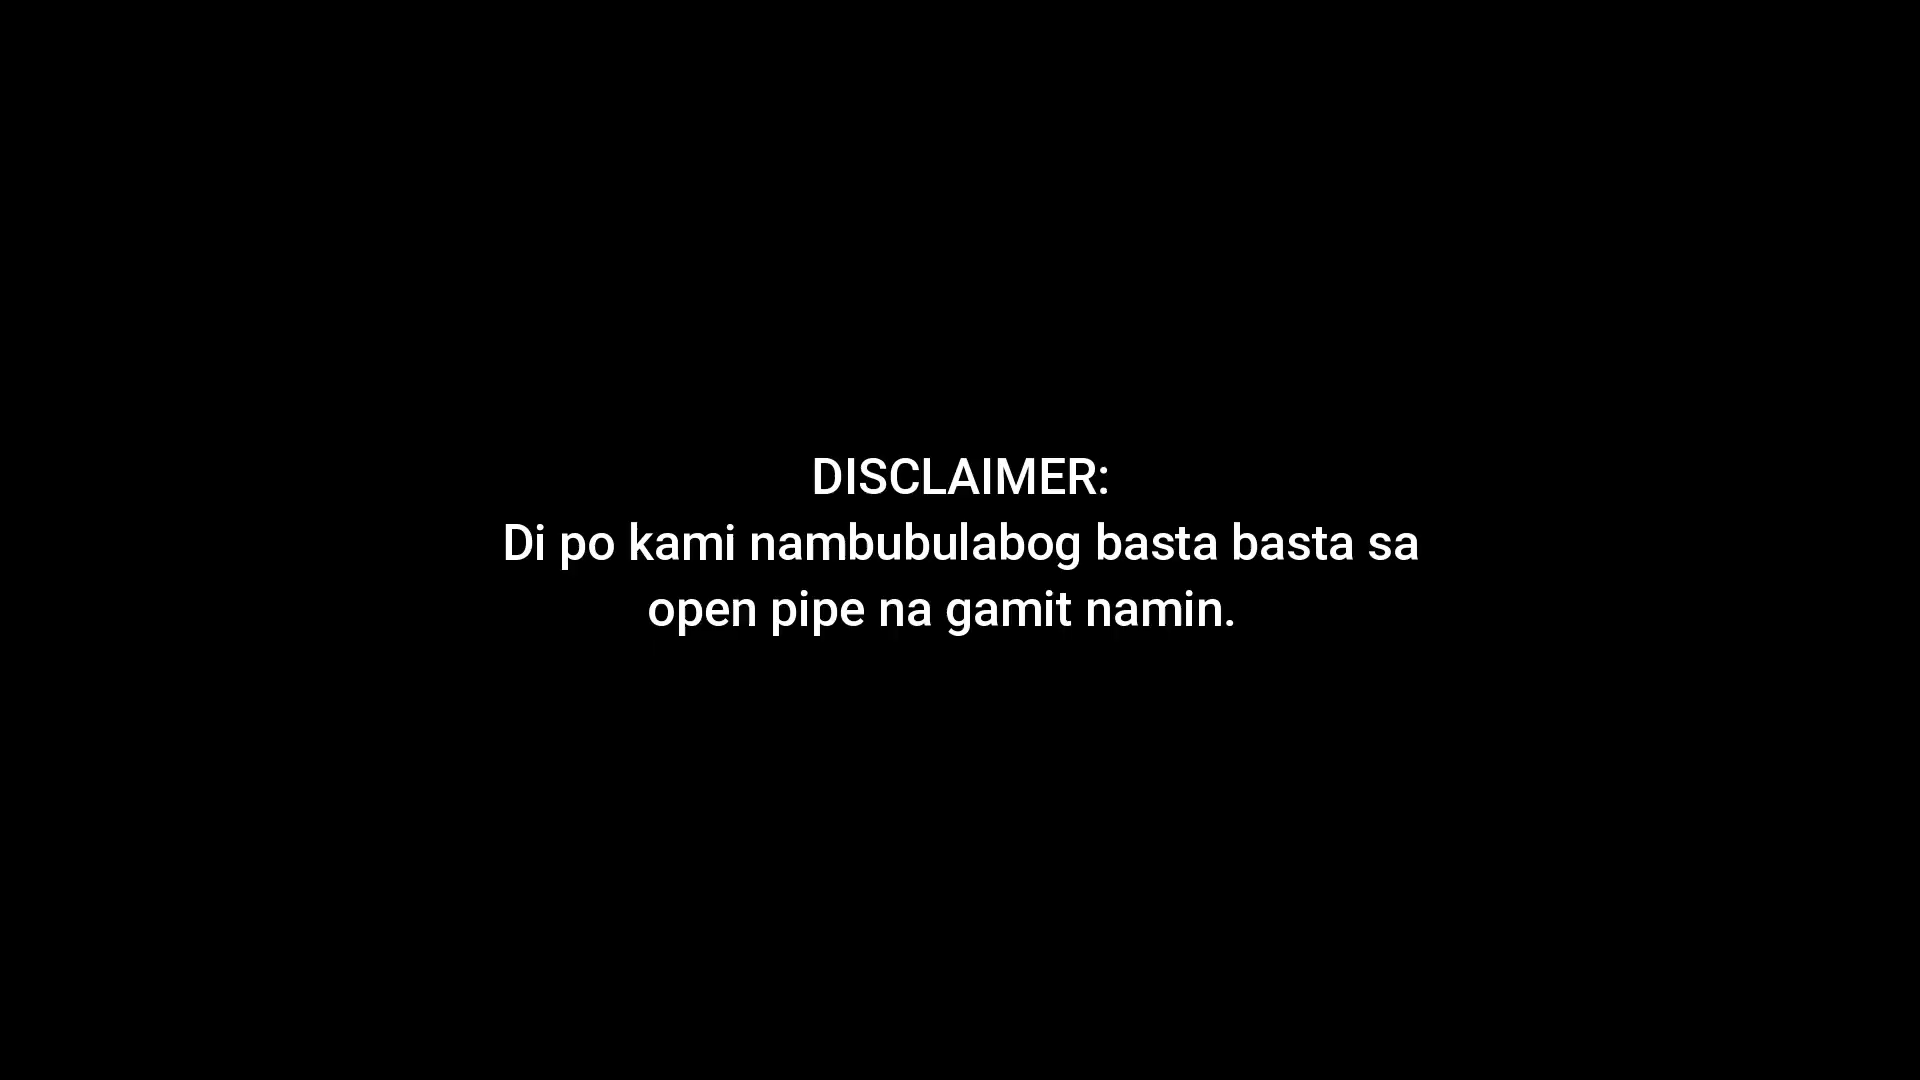 DISCLAIMER:
Di po kami nambubulabog basta basta sa
open pipe na gamit namin.